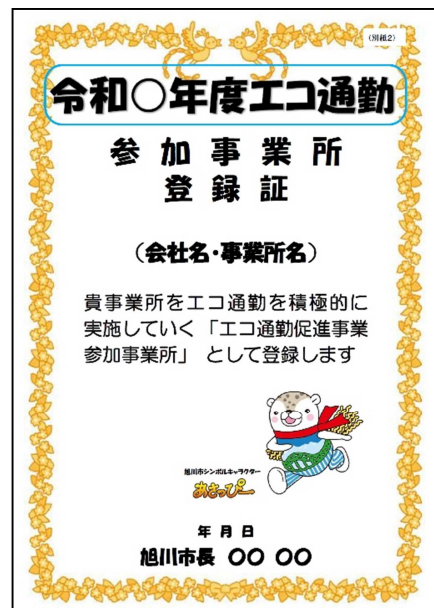 (別紙2)
令和○年度エコ通勤
参加事業所
登録証
(会社名・事業所名)
貴事業所をエコ通勤を積極的に
実施していく「エコ通勤促進事業
参加事業所」 として登録します
旭川市シンボルキャラクター
あさっぴー
年 月 日
旭川市長 ○○ ○○